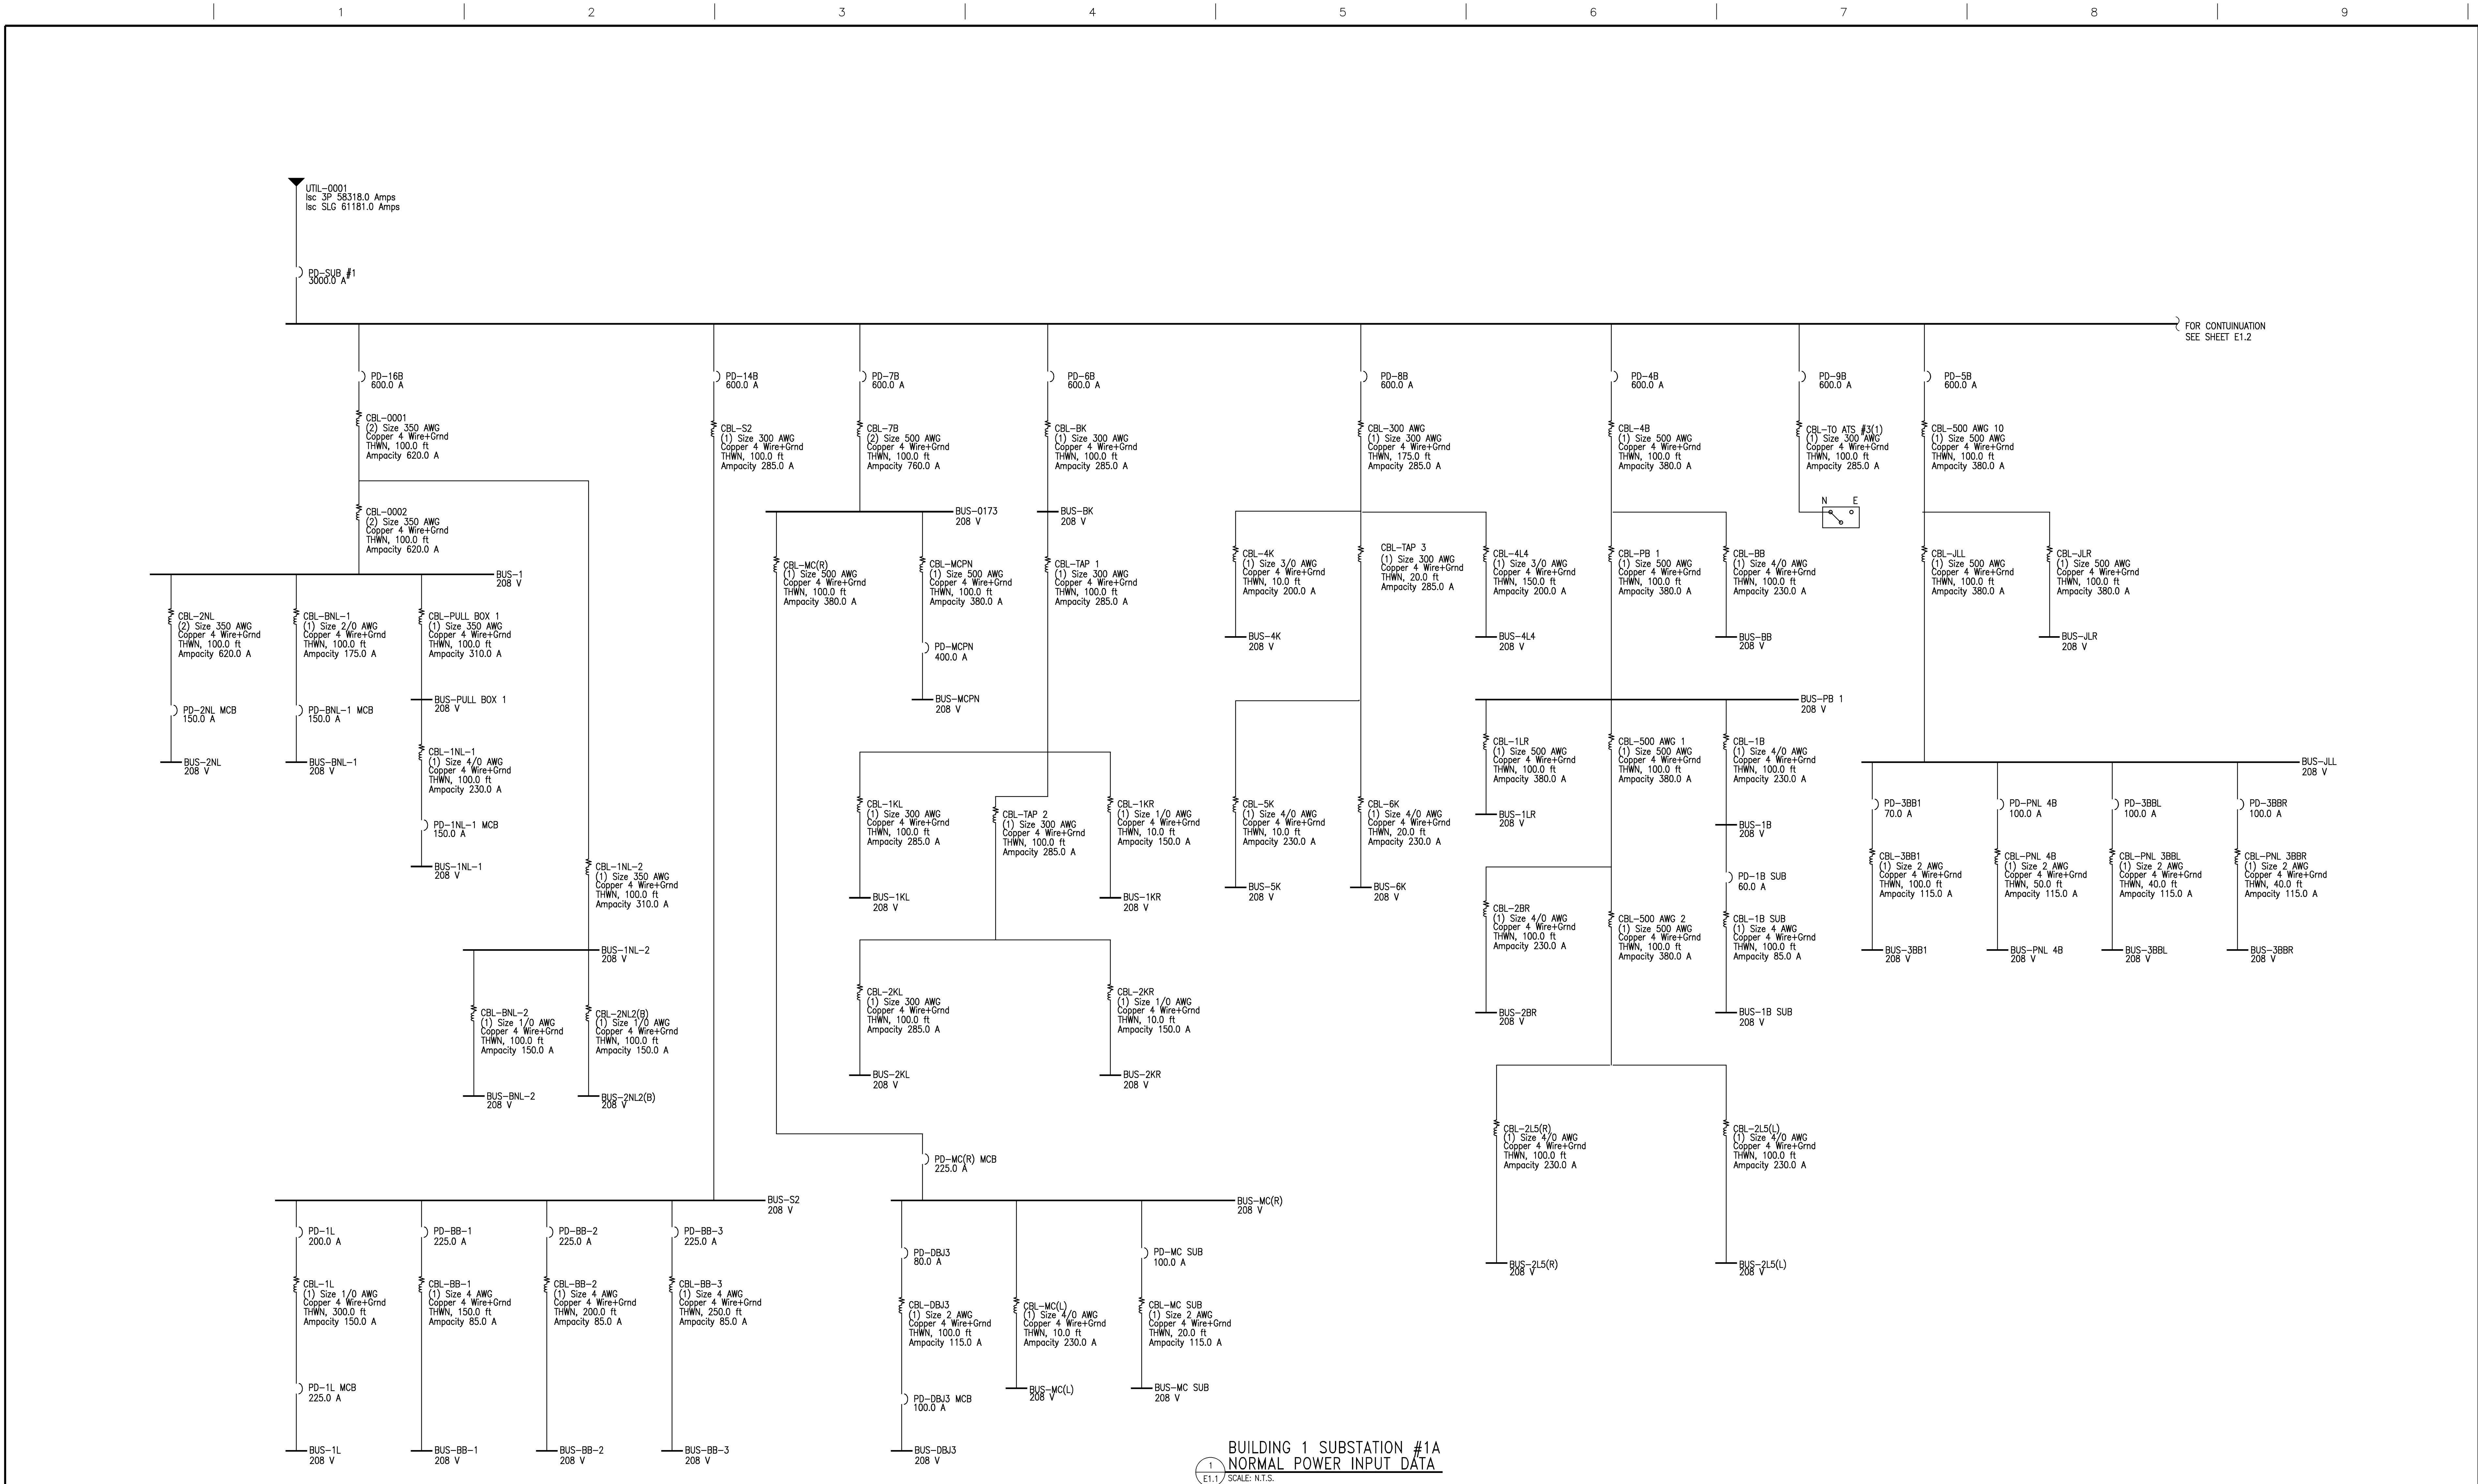 1
2
3
4
5
6
7
8
9
UTIL-0001
Isc 3P 58318.0 Amps
Isc SLG 61181.0 Amps
PD-SUB #1
3000.0 A
FOR CONTUINUATION
SEE SHEET E1.2
PD-16B
600.0 A
PD-14B
600.0 A
PD-7B
600.0 A
PD-6B
600.0 A
PD-8B
600.0 A
PD-4B
600.0 A
PD-9B
600.0 A
PD-5B
600.0 A
CBL-0001
(2) Size 350 AWG
Copper 4 Wire+Grnd
THWN, 100.0 ft
Ampacity 620.0 A
CBL-S2
(1) Size 300 AWG
Copper 4 Wire+Grnd
THWN, 100.0 ft
Ampacity 285.0 A
CBL-7B
(2) Size 500 AWG
Copper 4 Wire+Grnd
THWN, 100.0 ft
Ampacity 760.0 A
CBL-BK
(1) Size 300 AWG
Copper 4 Wire+Grnd
THWN, 100.0 ft
Ampacity 285.0 A
CBL-300 AWG
(1) Size 300 AWG
Copper 4 Wire+Grnd
THWN, 175.0 ft
Ampacity 285.0 A
CBL-4B
(1) Size 500 AWG
Copper 4 Wire+Grnd
THWN, 100.0 ft
Ampacity 380.0 A
CBL-TO ATS #3(1)
(1) Size 300 AWG
Copper 4 Wire+Grnd
THWN, 100.0 ft
Ampacity 285.0 A
CBL-500 AWG 10
(1) Size 500 AWG
Copper 4 Wire+Grnd
THWN, 100.0 ft
Ampacity 380.0 A
CBL-0002
(2) Size 350 AWG
Copper 4 Wire+Grnd
THWN, 100.0 ft
Ampacity 620.0 A
BUS-0173
208 V
BUS-BK
208 V
N E
BUS-1
208 V
CBL-MC(R)
(1) Size 500 AWG
Copper 4 Wire+Grnd
THWN, 100.0 ft
Ampacity 380.0 A
CBL-MCPN
(1) Size 500 AWG
Copper 4 Wire+Grnd
THWN, 100.0 ft
Ampacity 380.0 A
CBL-TAP 1
(1) Size 300 AWG
Copper 4 Wire+Grnd
THWN, 100.0 ft
Ampacity 285.0 A
CBL-4K
(1) Size 3/0 AWG
Copper 4 Wire+Grnd
THWN, 10.0 ft
Ampacity 200.0 A
CBL-TAP 3
(1) Size 300 AWG
Copper 4 Wire+Grnd
THWN, 20.0 ft
Ampacity 285.0 A
CBL-4L4
(1) Size 3/0 AWG
Copper 4 Wire+Grnd
THWN, 150.0 ft
Ampacity 200.0 A
CBL-PB 1
(1) Size 500 AWG
Copper 4 Wire+Grnd
THWN, 100.0 ft
Ampacity 380.0 A
CBL-BB
(1) Size 4/0 AWG
Copper 4 Wire+Grnd
THWN, 100.0 ft
Ampacity 230.0 A
CBL-JLL
(1) Size 500 AWG
Copper 4 Wire+Grnd
THWN, 100.0 ft
Ampacity 380.0 A
CBL-JLR
(1) Size 500 AWG
Copper 4 Wire+Grnd
THWN, 100.0 ft
Ampacity 380.0 A
CBL-2NL
(2) Size 350 AWG
Copper 4 Wire+Grnd
THWN, 100.0 ft
Ampacity 620.0 A
CBL-BNL-1
(1) Size 2/0 AWG
Copper 4 Wire+Grnd
THWN, 100.0 ft
Ampacity 175.0 A
CBL-PULL BOX 1
(1) Size 350 AWG
Copper 4 Wire+Grnd
THWN, 100.0 ft
Ampacity 310.0 A
PD-MCPN
400.0 A
BUS-4K
208 V
BUS-4L4
208 V
BUS-BB
208 V
BUS-JLR
208 V
PD-2NL MCB
150.0 A
PD-BNL-1 MCB
150.0 A
BUS-PULL BOX 1
208 V
BUS-MCPN
208 V
BUS-PB 1
208 V
BUS-2NL
208 V
BUS-BNL-1
208 V
CBL-1NL-1
(1) Size 4/0 AWG
Copper 4 Wire+Grnd
THWN, 100.0 ft
Ampacity 230.0 A
CBL-1LR
(1) Size 500 AWG
Copper 4 Wire+Grnd
THWN, 100.0 ft
Ampacity 380.0 A
CBL-500 AWG 1
(1) Size 500 AWG
Copper 4 Wire+Grnd
THWN, 100.0 ft
Ampacity 380.0 A
CBL-1B
(1) Size 4/0 AWG
Copper 4 Wire+Grnd
THWN, 100.0 ft
Ampacity 230.0 A
BUS-JLL
208 V
PD-1NL-1 MCB
150.0 A
CBL-1KL
(1) Size 300 AWG
Copper 4 Wire+Grnd
THWN, 100.0 ft
Ampacity 285.0 A
CBL-TAP 2
(1) Size 300 AWG
Copper 4 Wire+Grnd
THWN, 100.0 ft
Ampacity 285.0 A
CBL-1KR
(1) Size 1/0 AWG
Copper 4 Wire+Grnd
THWN, 10.0 ft
Ampacity 150.0 A
CBL-5K
(1) Size 4/0 AWG
Copper 4 Wire+Grnd
THWN, 10.0 ft
Ampacity 230.0 A
CBL-6K
(1) Size 4/0 AWG
Copper 4 Wire+Grnd
THWN, 20.0 ft
Ampacity 230.0 A
BUS-1LR
208 V
BUS-1B
208 V
PD-3BB1
70.0 A
PD-PNL 4B
100.0 A
PD-3BBL
100.0 A
PD-3BBR
100.0 A
BUS-1NL-1
208 V
CBL-1NL-2
(1) Size 350 AWG
Copper 4 Wire+Grnd
THWN, 100.0 ft
Ampacity 310.0 A
BUS-1KL
208 V
BUS-1KR
208 V
BUS-5K
208 V
BUS-6K
208 V
PD-1B SUB
60.0 A
CBL-3BB1
(1) Size 2 AWG
Copper 4 Wire+Grnd
THWN, 100.0 ft
Ampacity 115.0 A
CBL-PNL 4B
(1) Size 2 AWG
Copper 4 Wire+Grnd
THWN, 50.0 ft
Ampacity 115.0 A
CBL-PNL 3BBL
(1) Size 2 AWG
Copper 4 Wire+Grnd
THWN, 40.0 ft
Ampacity 115.0 A
CBL-PNL 3BBR
(1) Size 2 AWG
Copper 4 Wire+Grnd
THWN, 40.0 ft
Ampacity 115.0 A
CBL-2BR
(1) Size 4/0 AWG
Copper 4 Wire+Grnd
THWN, 100.0 ft
Ampacity 230.0 A
CBL-500 AWG 2
(1) Size 500 AWG
Copper 4 Wire+Grnd
THWN, 100.0 ft
Ampacity 380.0 A
CBL-1B SUB
(1) Size 4 AWG
Copper 4 Wire+Grnd
THWN, 100.0 ft
Ampacity 85.0 A
BUS-1NL-2
208 V
BUS-3BB1
208 V
BUS-PNL 4B
208 V
BUS-3BBL
208 V
BUS-3BBR
208 V
CBL-BNL-2
(1) Size 1/0 AWG
Copper 4 Wire+Grnd
THWN, 100.0 ft
Ampacity 150.0 A
CBL-2NL2(B)
(1) Size 1/0 AWG
Copper 4 Wire+Grnd
THWN, 100.0 ft
Ampacity 150.0 A
CBL-2KL
(1) Size 300 AWG
Copper 4 Wire+Grnd
THWN, 100.0 ft
Ampacity 285.0 A
CBL-2KR
(1) Size 1/0 AWG
Copper 4 Wire+Grnd
THWN, 10.0 ft
Ampacity 150.0 A
BUS-2BR
208 V
BUS-1B SUB
208 V
BUS-BNL-2
208 V
BUS-2NL2(B)
208 V
BUS-2KL
208 V
BUS-2KR
208 V
CBL-2L5(R)
(1) Size 4/0 AWG
Copper 4 Wire+Grnd
THWN, 100.0 ft
Ampacity 230.0 A
CBL-2L5(L)
(1) Size 4/0 AWG
Copper 4 Wire+Grnd
THWN, 100.0 ft
Ampacity 230.0 A
PD-MC(R) MCB
225.0 A
BUS-S2
208 V
BUS-MC(R)
208 V
PD-1L
200.0 A
PD-BB-1
225.0 A
PD-BB-2
225.0 A
PD-BB-3
225.0 A
PD-DBJ3
80.0 A
PD-MC SUB
100.0 A
BUS-2L5(R)
208 V
BUS-2L5(L)
208 V
CBL-1L
(1) Size 1/0 AWG
Copper 4 Wire+Grnd
THWN, 300.0 ft
Ampacity 150.0 A
CBL-BB-1
(1) Size 4 AWG
Copper 4 Wire+Grnd
THWN, 150.0 ft
Ampacity 85.0 A
CBL-BB-2
(1) Size 4 AWG
Copper 4 Wire+Grnd
THWN, 200.0 ft
Ampacity 85.0 A
CBL-BB-3
(1) Size 4 AWG
Copper 4 Wire+Grnd
THWN, 250.0 ft
Ampacity 85.0 A
CBL-DBJ3
(1) Size 2 AWG
Copper 4 Wire+Grnd
THWN, 100.0 ft
Ampacity 115.0 A
CBL-MC(L)
(1) Size 4/0 AWG
Copper 4 Wire+Grnd
THWN, 10.0 ft
Ampacity 230.0 A
CBL-MC SUB
(1) Size 2 AWG
Copper 4 Wire+Grnd
THWN, 20.0 ft
Ampacity 115.0 A
PD-1L MCB
225.0 A
PD-DBJ3 MCB
100.0 A
BUS-MC(L)
208 V
BUS-MC SUB
208 V
BUS-1L
208 V
BUS-BB-1
208 V
BUS-BB-2
208 V
BUS-BB-3
208 V
BUS-DBJ3
208 V
BUILDING 1 SUBSTATION #1A
1
NORMAL POWER INPUT DATA
E1.1
SCALE: N.T.S.